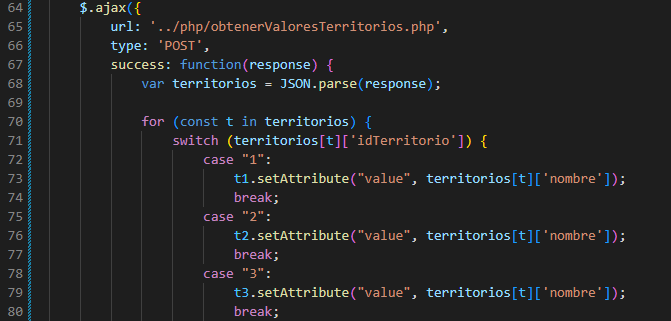 64 $.ajax({
65 url: '../php/obtenerValoresTerritorios.php',
66 type: 'POST',
67 success: function(response) {
68 var territorios = JSON.parse(response);
69
70 for (const t in territorios) {
71 switch (territorios[t]['idTerritorio']) {
72 case "1":
73 t1.setAttribute("value", territorios[t]['nombre']);
74 break;
75 case "2":
76 t2.setAttribute("value", territorios[t]['nombre']);
77 break;
78 case "3":
79 t3.setAttribute("value", territorios[t]['nombre']);
80 break;